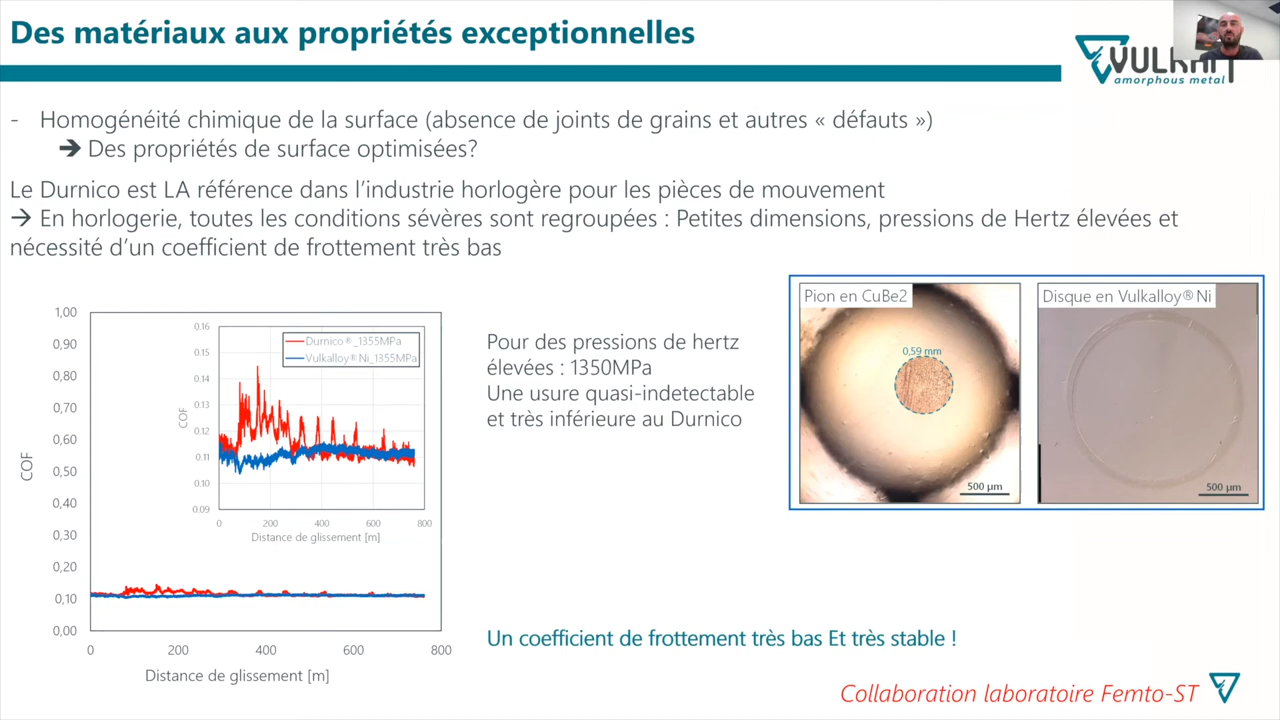 Des matériaux aux propriétés exceptionnelles
amorphous metal
- Homogénéité chimique de la surface (absence de joints de grains et autres « défauts »)
➔ Des propriétés de surface optimisées?
Le Durnico est LA référence dans l'industrie horlogère pour les pièces de mouvement
→ En horlogerie, toutes les conditions sévères sont regroupées : Petites dimensions, pressions de Hertz élevées et
nécessité d'un coefficient de frottement très bas
1,00
0,90
0,80
0,70
0,60
0,50
0,40
0,30
0,20
0,10
0,00
COF
0
200
400
600
800
Distance de glissement [m]
0.16
0.15
0.14
0.13
0.12
0.11
0.10
0.09
COF
Durnico®_1355MPa
Vulkalloy®Ni_1355MPa
0
200
400
600
800
Distance de glissement [m]
Pour des pressions de hertz
élevées : 1350MPa
Une usure quasi-indetectable
et très inférieure au Durnico
Pion en CuBe2
0,59 mm
500 µm
Disque en Vulkalloy®Ni
500 µm
Un coefficient de frottement très bas Et très stable !
Collaboration laboratoire Femto-ST